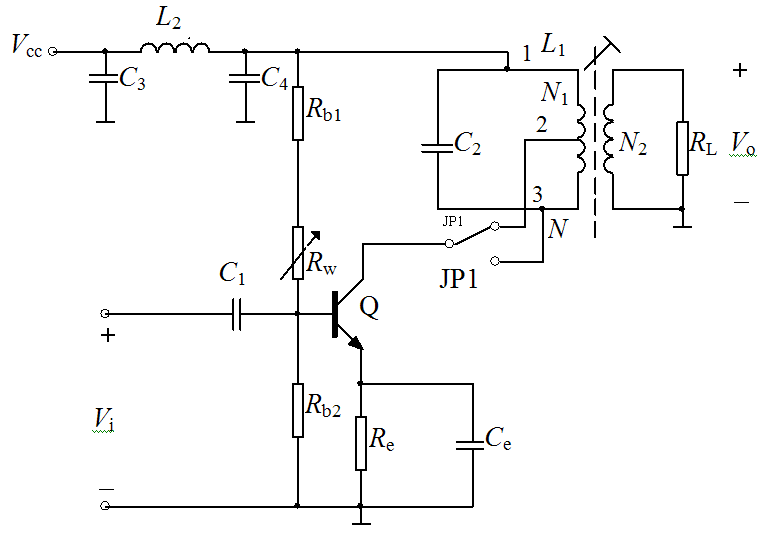 L2
Vcc
C3
C4
Rb1
1
L1
N1
C2
2
N2
RL
+
Vo
−
3
JP1
N
JP1
Rw
C1
Q
+
Vi
−
Rb2
Re
Ce